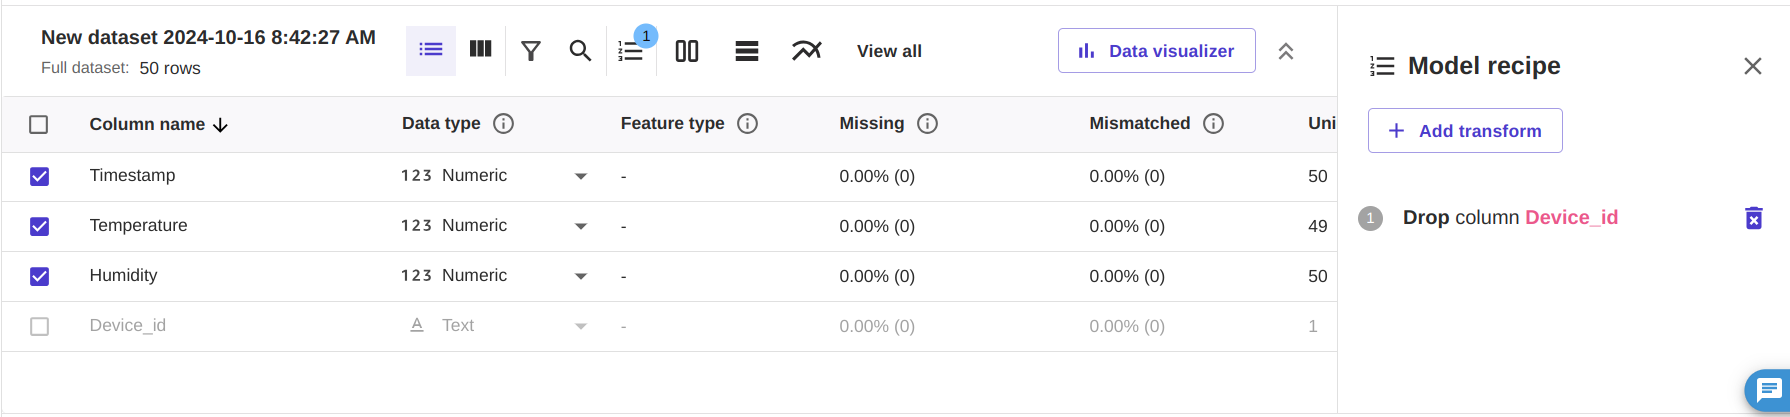 New dataset 2024-10-16 8:42:27 AM
Full dataset: 50 rows
1
View all
Data visualizer
Column name Data type Feature type Missing Mismatched Uni
Timestamp 123 Numeric - 0.00% (0) 0.00% (0) 50
Temperature 123 Numeric - 0.00% (0) 0.00% (0) 49
Humidity 123 Numeric - 0.00% (0) 0.00% (0) 50
Device_id A Text - 0.00% (0) 0.00% (0) 1
Model recipe
+ Add transform
1 Drop column Device_id